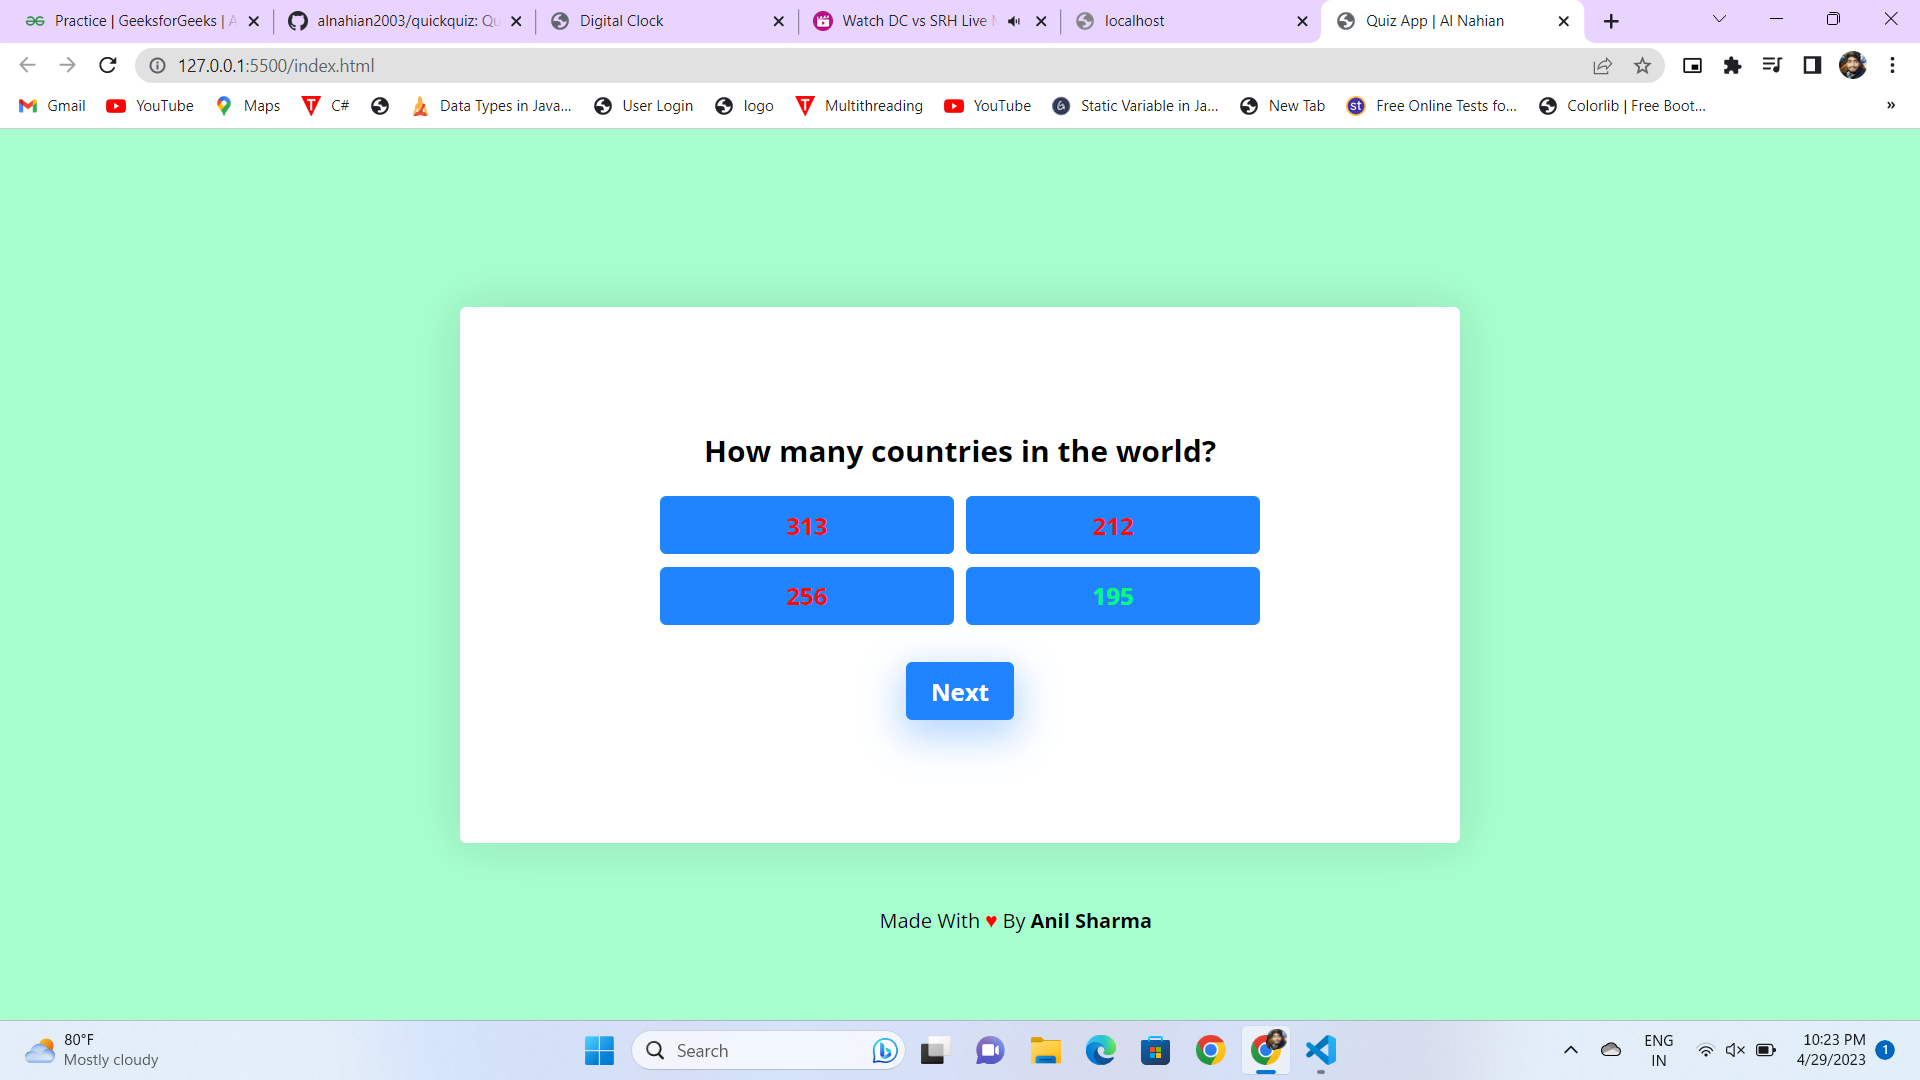 Practice | GeeksforGeeks | A
alnahian2003/quickquiz: Qu
Digital Clock
Watch DC vs SRH Live M
localhost
Quiz App | Al Nahian
127.0.0.1:5500/index.html
Gmail
YouTube
Maps
C#
Data Types in Java...
User Login
logo
Multithreading
YouTube
Static Variable in Ja...
New Tab
st
Free Online Tests fo...
Colorlib | Free Boot...
»
How many countries in the world?
313
212
256
195
Next
Made With ♥ By Anil Sharma
80°F
Mostly cloudy
Search
ENG
IN
10:23 PM
4/29/2023
1